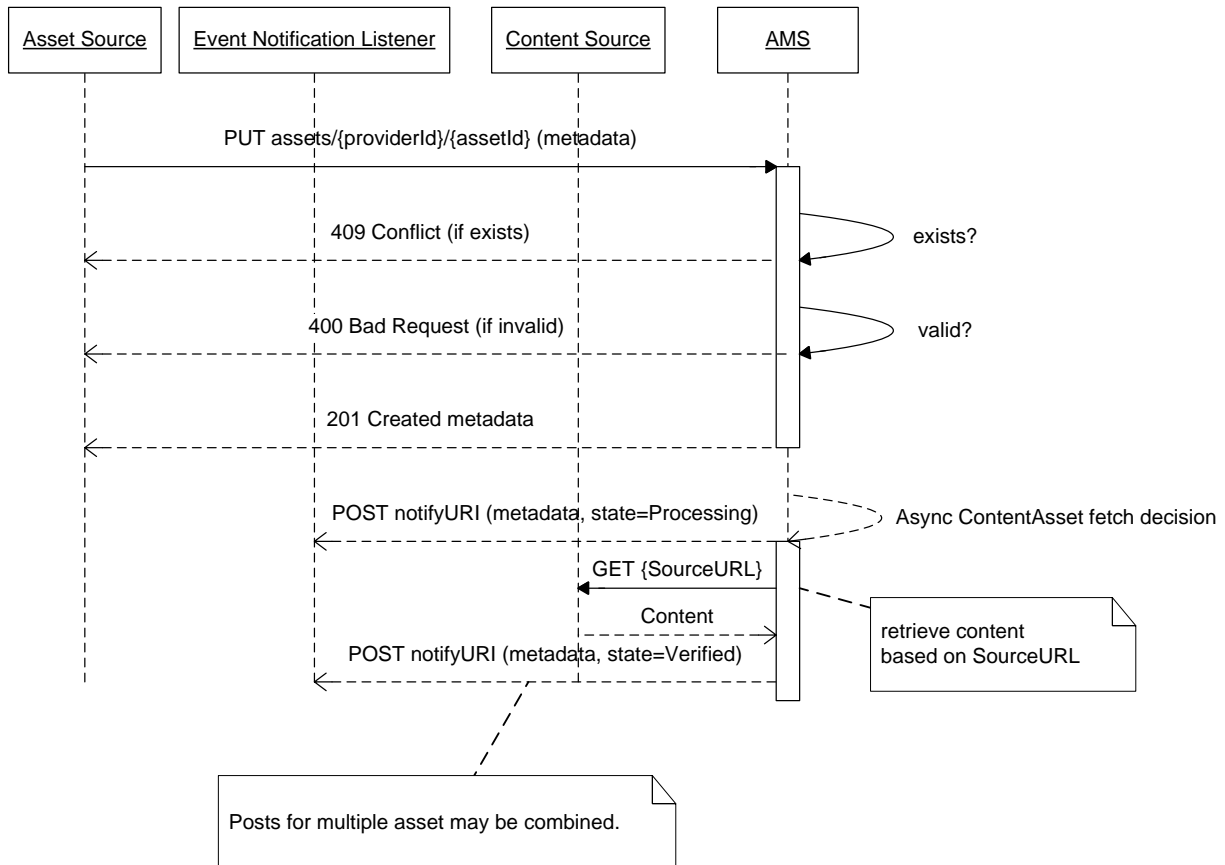 Asset Source
Event Notification Listener
Content Source
AMS
PUT assets/{providerId}/{assetId} (metadata)
409 Conflict (if exists)
exists?
400 Bad Request (if invalid)
valid?
201 Created metadata
POST notifyURI (metadata, state=Processing)
Async ContentAsset fetch decision
GET {SourceURL}
Content
retrieve content
based on SourceURL
POST notifyURI (metadata, state=Verified)
Posts for multiple asset may be combined.